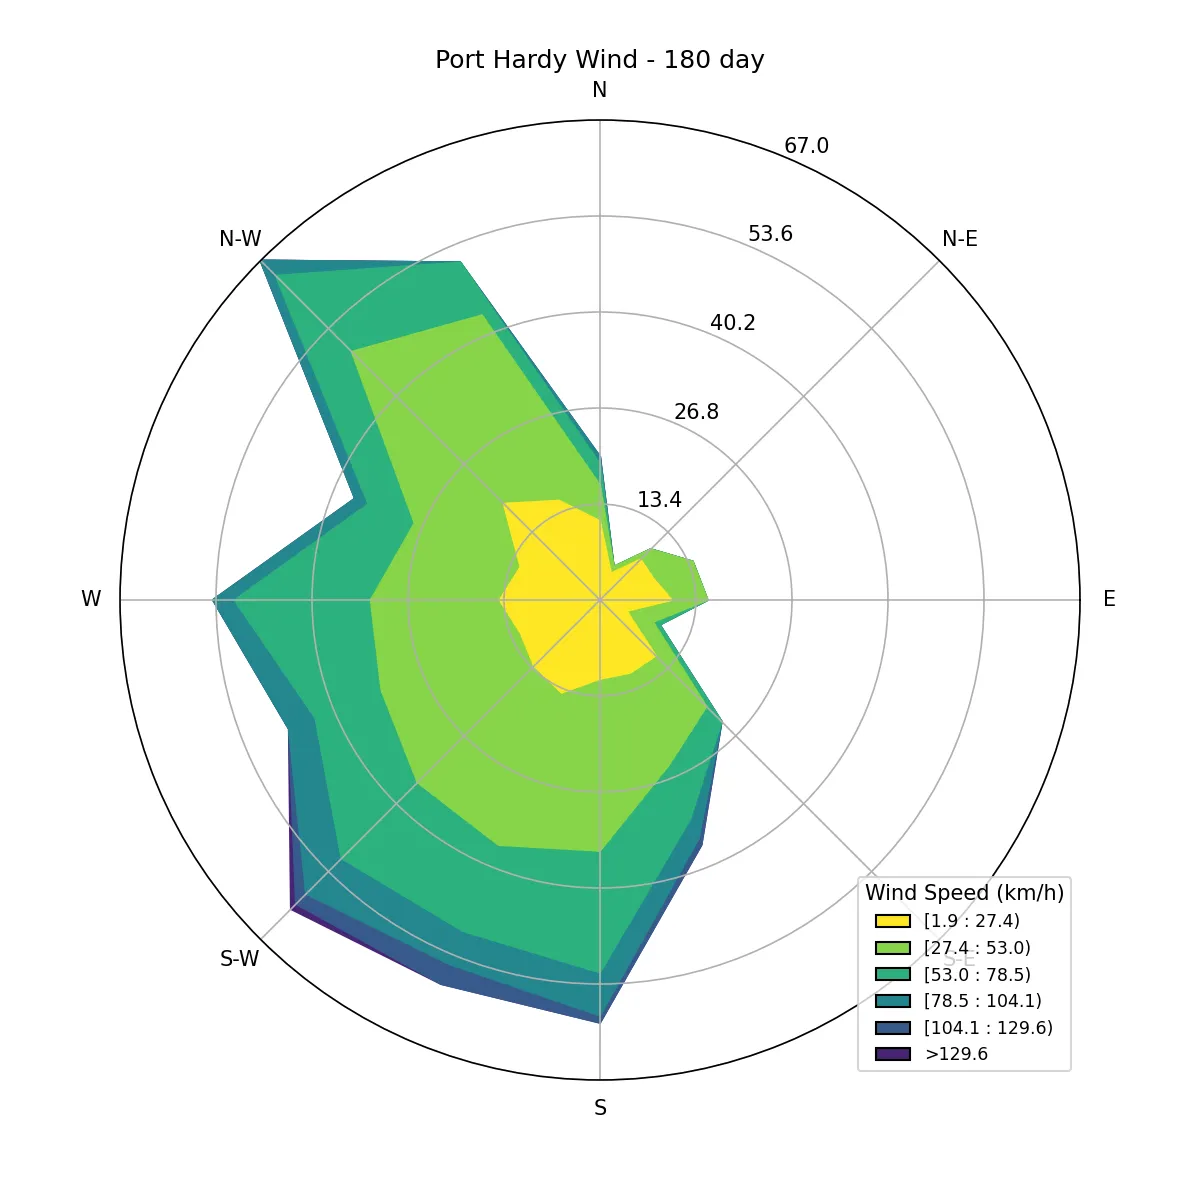 Port Hardy Wind - 180 day
N
67.0
53.6
N-W
N-E
40.2
26.8
13.4
W
E
S-W
S-E
Wind Speed (km/h)
[1.9 : 27.4)
[27.4 : 53.0)
[53.0 : 78.5)
[78.5 : 104.1)
[104.1 : 129.6)
>129.6
S